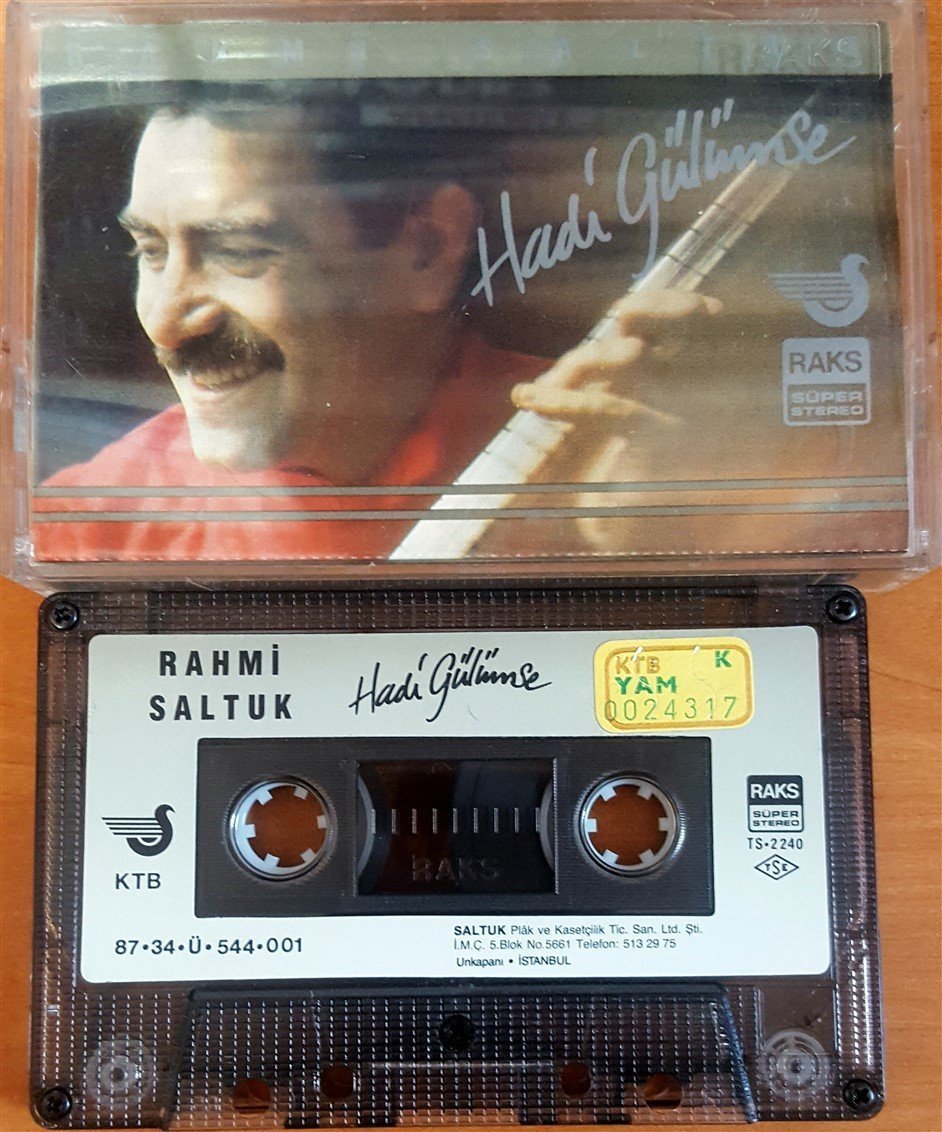 RAKS
Hadi Gülümse
RAKS
SÜPER
STEREO
RAHMİ
SALTUK
Hadi Gülümse
KTB K
YAM
0024317
RAKS
SÜPER
STEREO
TS•2240
TSE
KTB
RAKS
87•34•Ü•544•001
SALTUK Plâk ve Kasetçilik Tic. San. Ltd. Şti.
İ.M.Ç. 5.Blok No.5661 Telefon: 513 29 75
Unkapanı • İSTANBUL